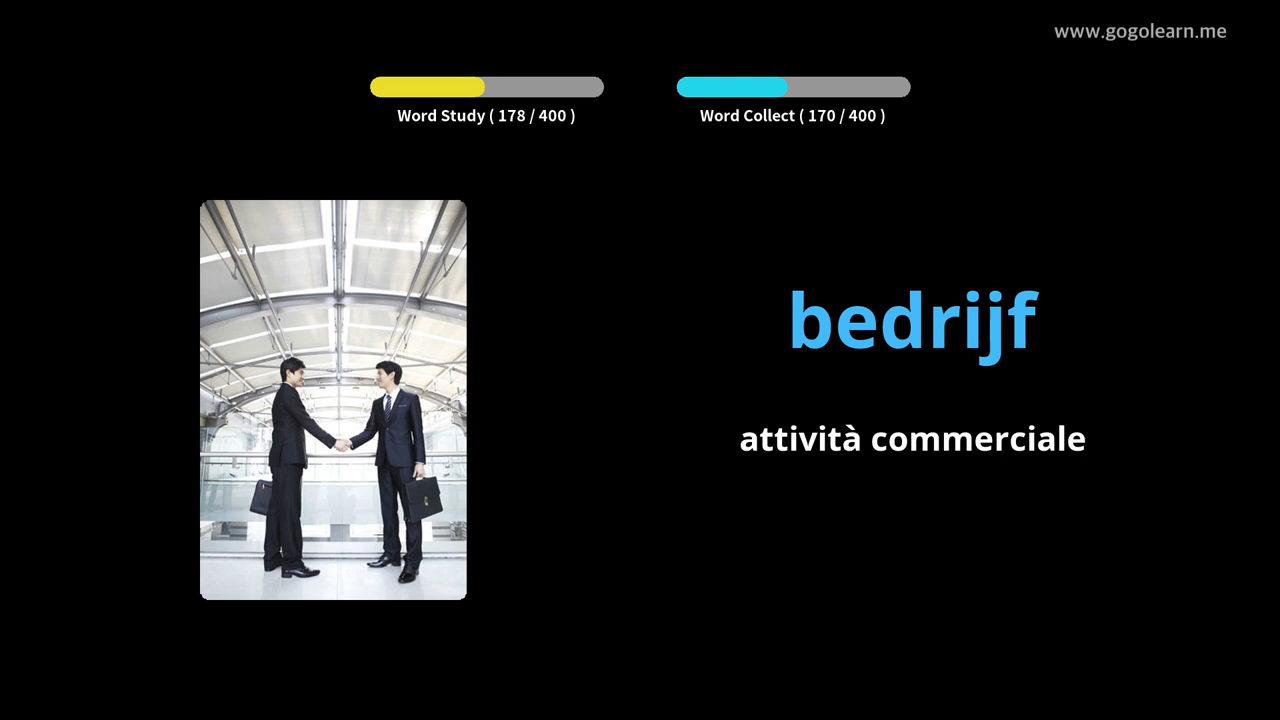 www.gogolearn.me
Word Study ( 178 / 400 )
Word Collect ( 170 / 400 )
bedrijf
attività commerciale